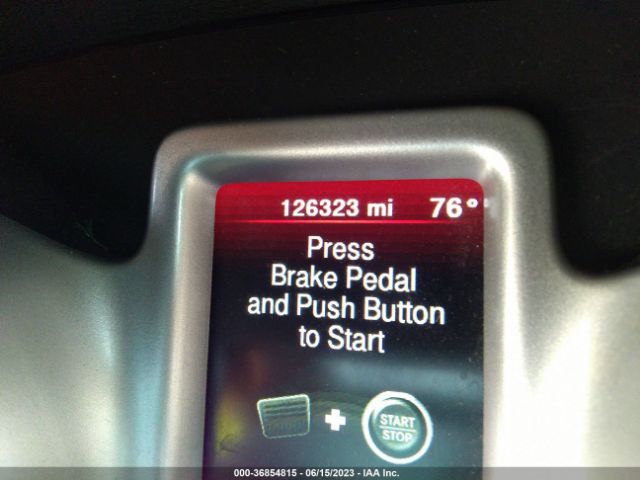 126323 mi 76°
Press
Brake Pedal
and Push Button
to Start
START
STOP
000-36854815 - 06/15/2023 - IAA Inc.